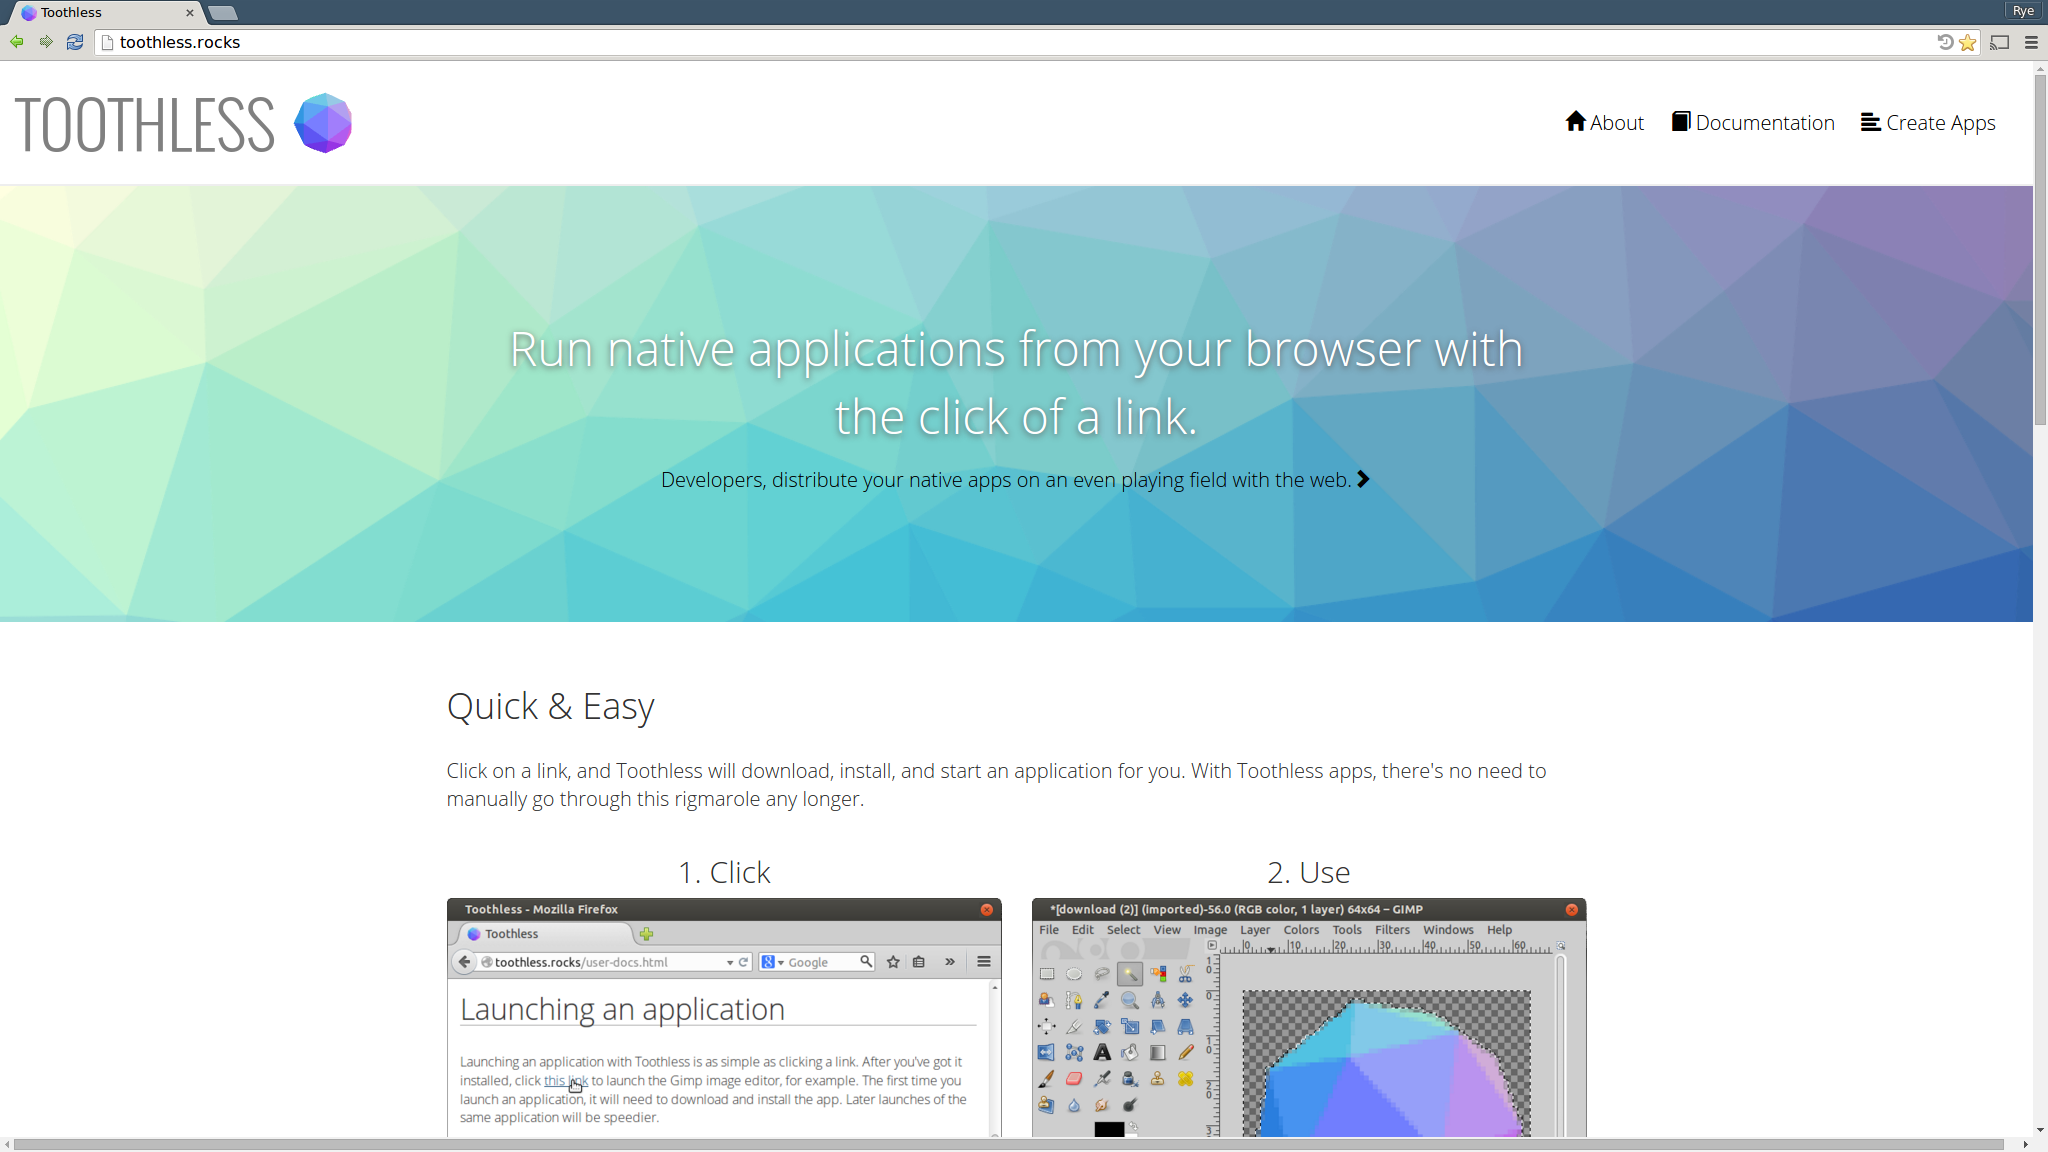 Toothless
Rye
toothless.rocks
TOOTHLESS
About
Documentation
Create Apps
Run native applications from your browser with
the click of a link.
Developers, distribute your native apps on an even playing field with the web.
Quick & Easy
Click on a link, and Toothless will download, install, and start an application for you. With Toothless apps, there's no need to
manually go through this rigmarole any longer.
1. Click
Toothless - Mozilla Firefox
Toothless
toothless.rocks/user-docs.html
Google
Launching an application
Launching an application with Toothless is as simple as clicking a link. After you've got it
installed, click this link to launch the Gimp image editor, for example. The first time you
launch an application, it will need to download and install the app. Later launches of the
same application will be speedier.
2. Use
*[download (2)] (imported)-56.0 (RGB color, 1 layer) 64x64 – GIMP
File Edit Select View Image Layer Colors Tools Filters Windows Help
0 10 20 30 40 50 60